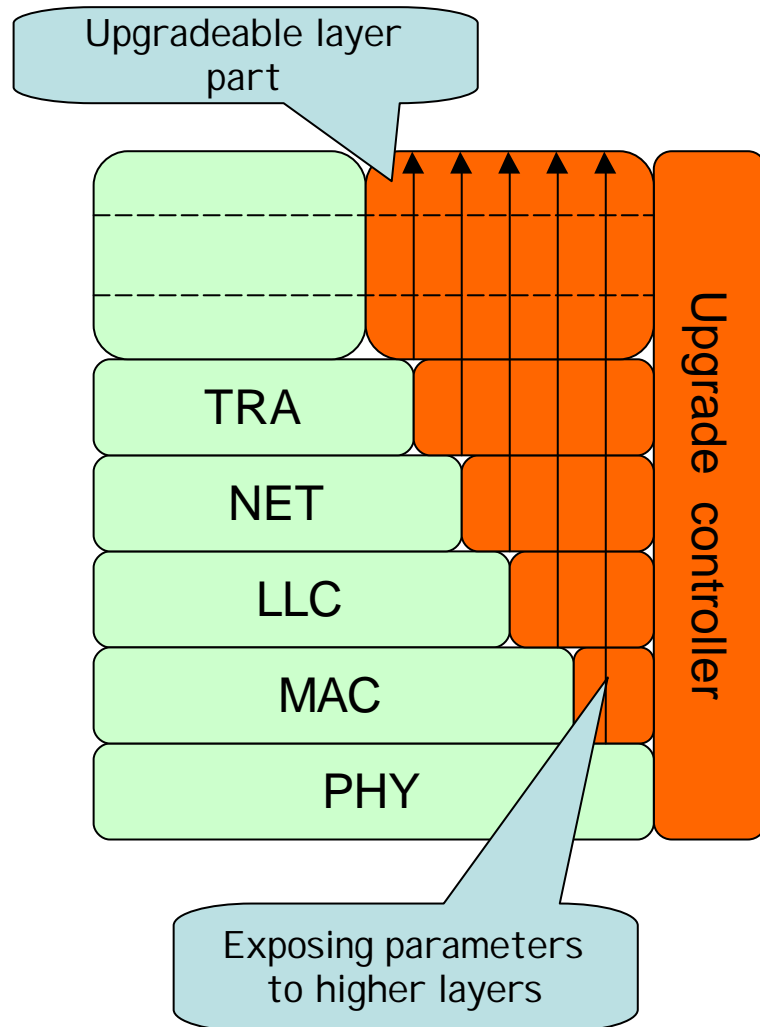 Upgradeable layer
part
TRA
NET
LLC
MAC
PHY
Upgrade controller
Exposing parameters
to higher layers